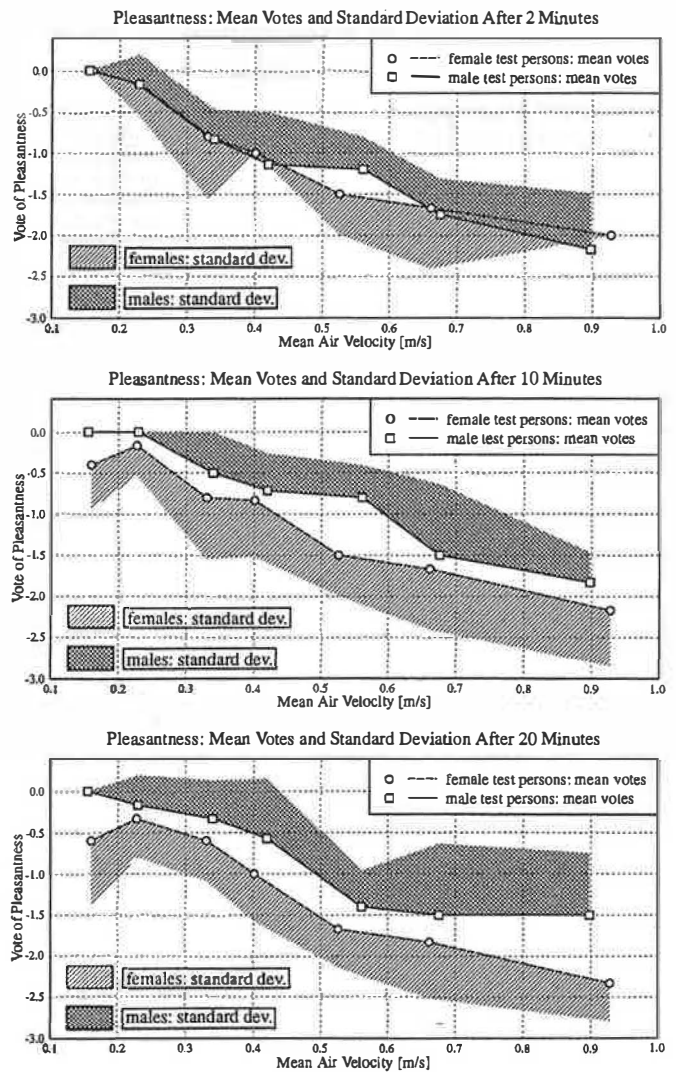 Pleasantness: Mean Votes and Standard Deviation After 2 Minutes
female test persons: mean votes
male test persons: mean votes
Vote of Pleasantness
0.0
-0.5
-1.0
-1.5
-2.0
-2.5
-3.0
females: standard dev.
males: standard dev.
0.1 0.2 0.3 0.4 0.5 0.6 0.7 0.8 0.9 1.0
Mean Air Velocity [m/s]
Pleasantness: Mean Votes and Standard Deviation After 10 Minutes
female test persons: mean votes
male test persons: mean votes
Vote of Pleasantness
0.0
-0.5
-1.0
-1.5
-2.0
-2.5
-3.0
females: standard dev.
males: standard dev.
0.1 0.2 0.3 0.4 0.5 0.6 0.7 0.8 0.9 1.0
Mean Air Velocity [m/s]
Pleasantness: Mean Votes and Standard Deviation After 20 Minutes
female test persons: mean votes
male test persons: mean votes
Vote of Pleasantness
0.0
-0.5
-1.0
-1.5
-2.0
-2.5
-3.0
females: standard dev.
males: standard dev.
0.1 0.2 0.3 0.4 0.5 0.6 0.7 0.8 0.9 1.0
Mean Air Velocity [m/s]